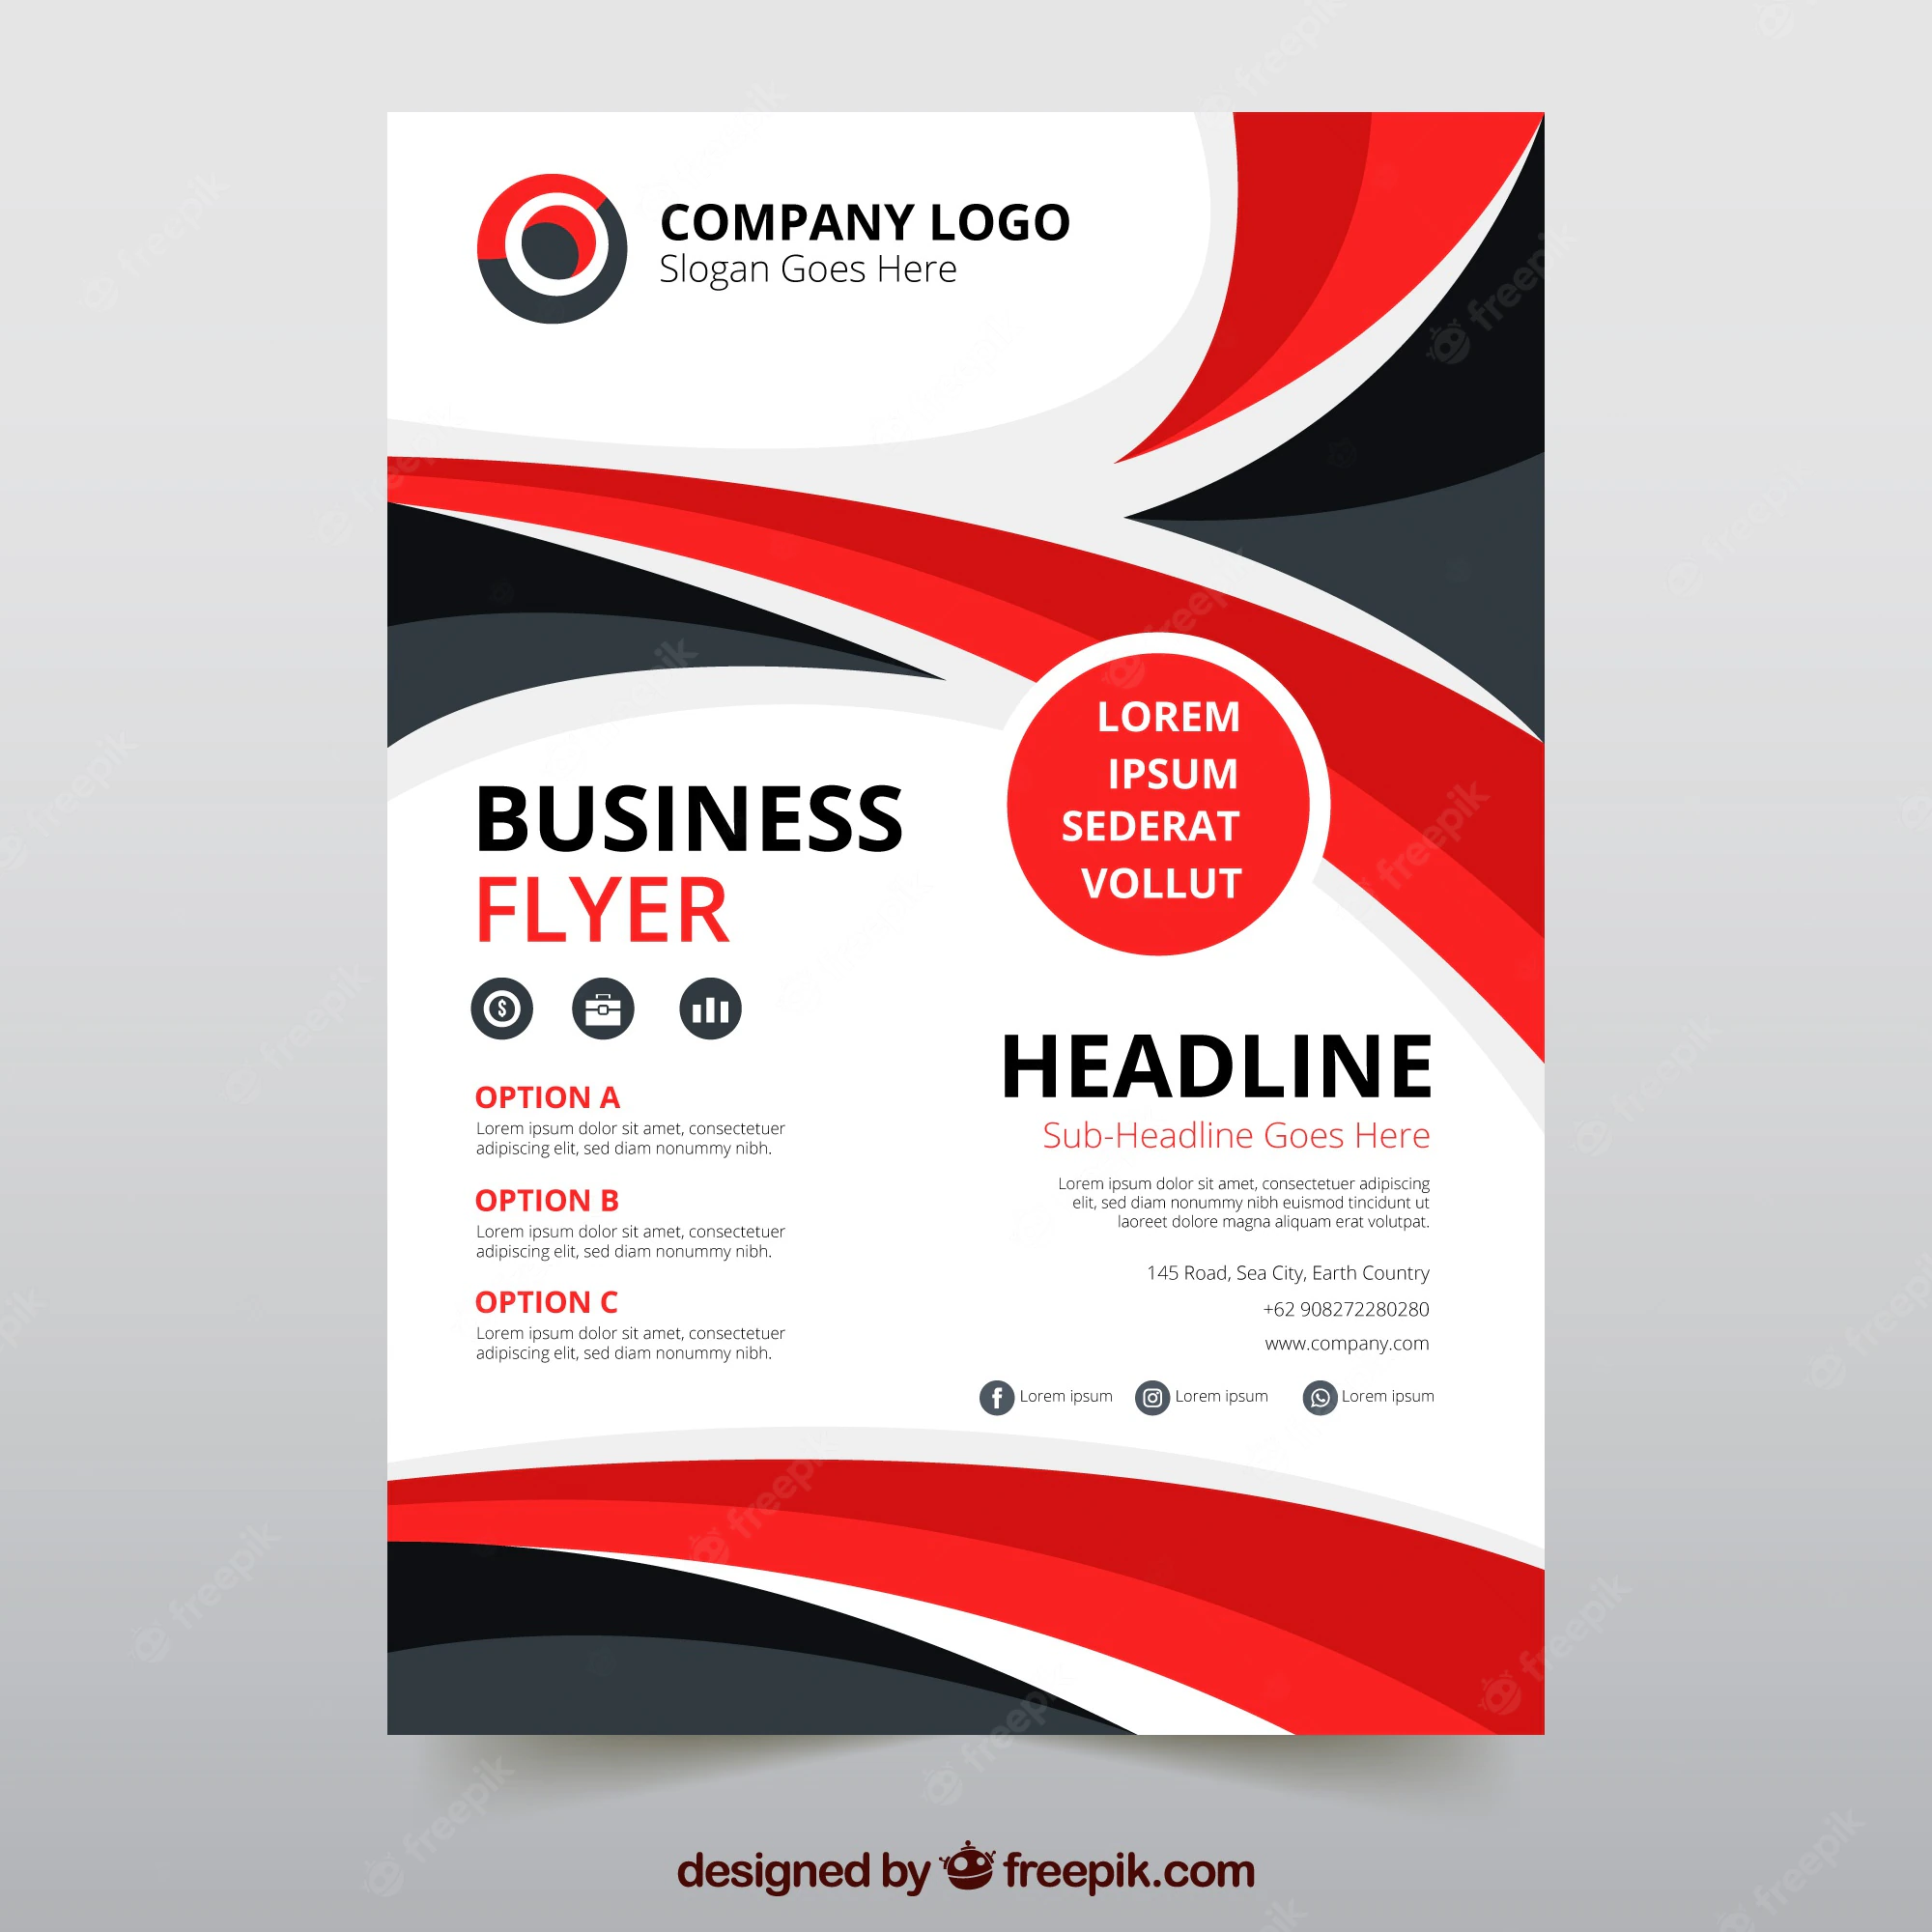 COMPANY LOGO
Slogan Goes Here
LOREM
IPSUM
SEDERAT
VOLLUT
BUSINESS
FLYER
OPTION A
Lorem ipsum dolor sit amet, consectetuer
adipiscing elit, sed diam nonummy nibh.
OPTION B
Lorem ipsum dolor sit amet, consectetuer
adipiscing elit, sed diam nonummy nibh.
OPTION C
Lorem ipsum dolor sit amet, consectetuer
adipiscing elit, sed diam nonummy nibh.
HEADLINE
Sub-Headline Goes Here
Lorem ipsum dolor sit amet, consectetuer adipiscing
elit, sed diam nonummy nibh euismod tincidunt ut
laoreet dolore magna aliquam erat volutpat.
145 Road, Sea City, Earth Country
+62 908272280280
www.company.com
Lorem ipsum Lorem ipsum Lorem ipsum
designed by freepik.com